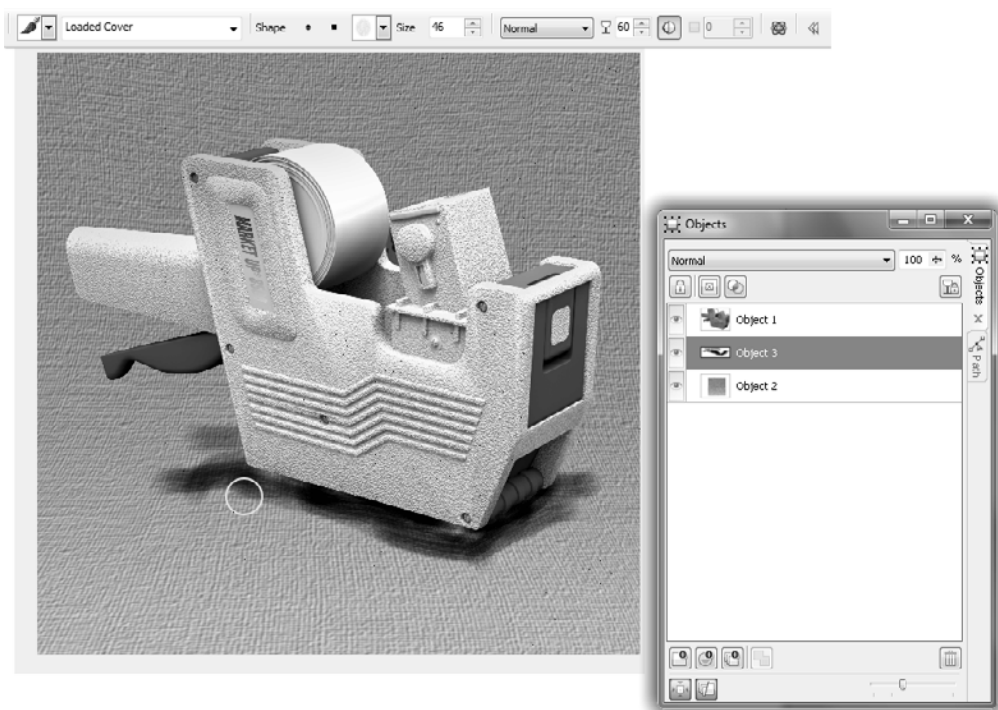 Loaded Cover Shape Size 46 Normal 60 0
MARKET
Objects
Normal 100 %
Object 1
Object 3
Object 2
Objects
Path